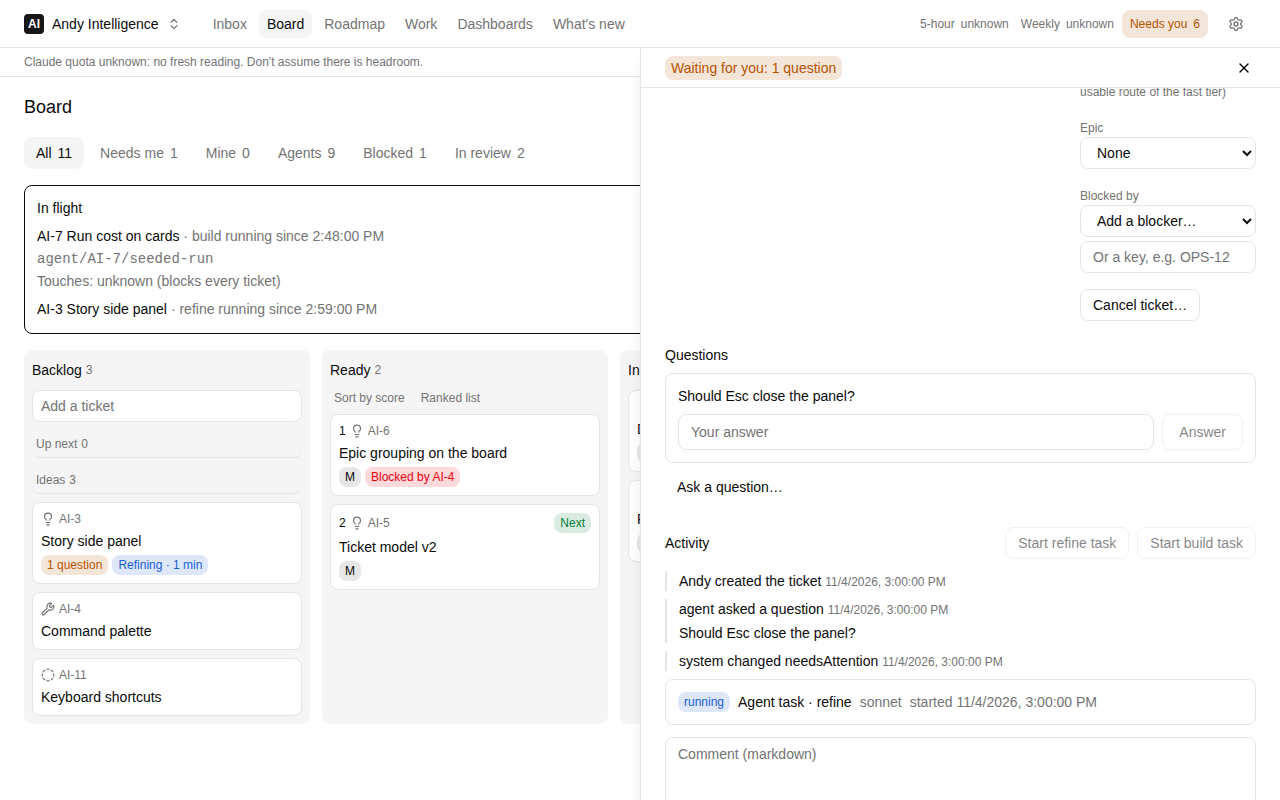 AI Andy Intelligence Inbox Board Roadmap Work Dashboards What's new 5-hour unknown Weekly unknown Needs you 6
Claude quota unknown: no fresh reading. Don't assume there is headroom.
Board
All 11 Needs me 1 Mine 0 Agents 9 Blocked 1 In review 2
In flight
AI-7 Run cost on cards · build running since 2:48:00 PM
agent/AI-7/seeded-run
Touches: unknown (blocks every ticket)
AI-3 Story side panel · refine running since 2:59:00 PM
Backlog 3
Add a ticket
Up next 0
Ideas 3
AI-3
Story side panel
1 question Refining · 1 min
AI-4
Command palette
AI-11
Keyboard shortcuts
Ready 2
Sort by score Ranked list
1 AI-6
Epic grouping on the board
M Blocked by AI-4
2 AI-5 Next
Ticket model v2
M
In
Waiting for you: 1 question
usable route of the fast tier)
Epic
None
Blocked by
Add a blocker…
Or a key, e.g. OPS-12
Cancel ticket…
Questions
Should Esc close the panel?
Your answer Answer
Ask a question…
Activity Start refine task Start build task
Andy created the ticket 11/4/2026, 3:00:00 PM
agent asked a question 11/4/2026, 3:00:00 PM
Should Esc close the panel?
system changed needsAttention 11/4/2026, 3:00:00 PM
running Agent task · refine sonnet started 11/4/2026, 3:00:00 PM
Comment (markdown)